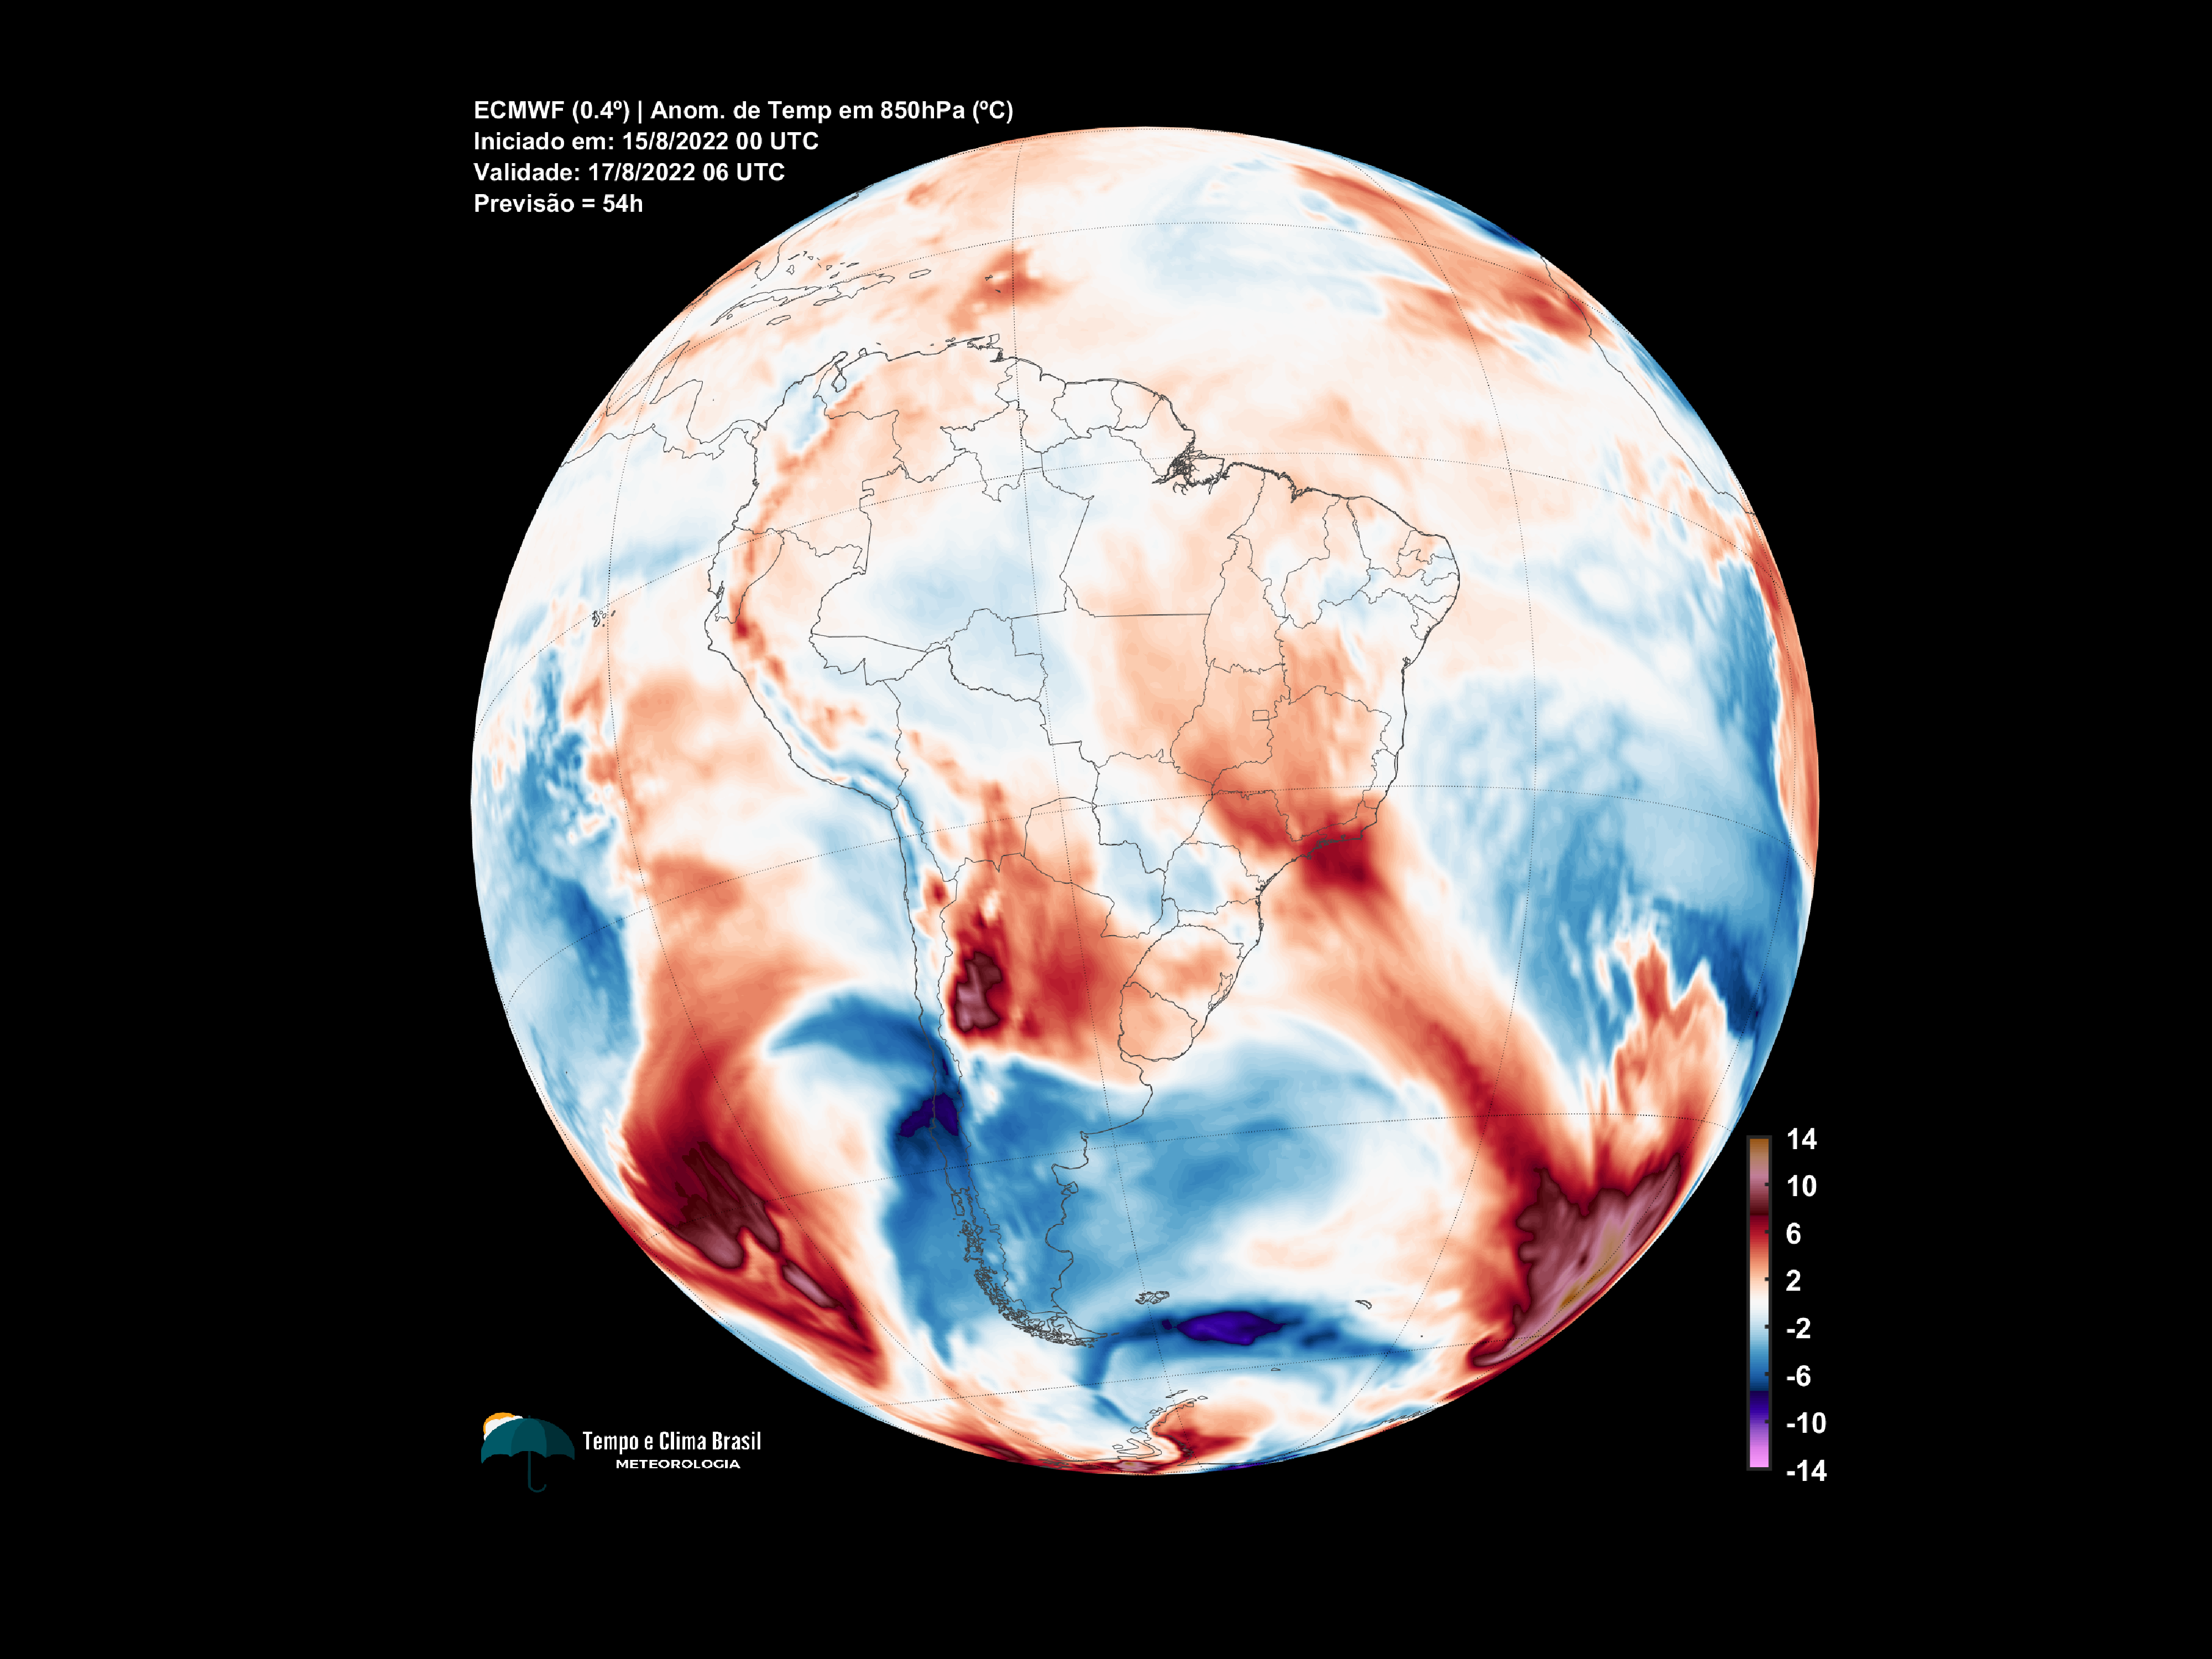 ECMWF (0.4º) | Anom. de Temp em 850hPa (ºC)
Iniciado em: 15/8/2022 00 UTC
Validade: 17/8/2022 06 UTC
Previsão = 54h
14
10
6
2
-2
-6
-10
-14
Tempo e Clima Brasil
METEOROLOGIA